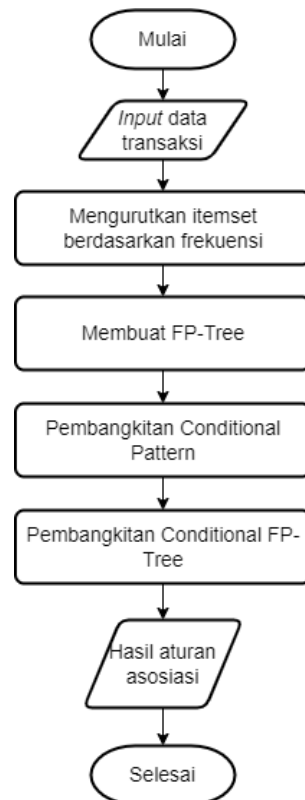 Mulai
Input data
transaksi
Mengurutkan itemset
berdasarkan frekuensi
Membuat FP-Tree
Pembangkitan Conditional
Pattern
Pembangkitan Conditional FP-
Tree
Hasil aturan
asosiasi
Selesai